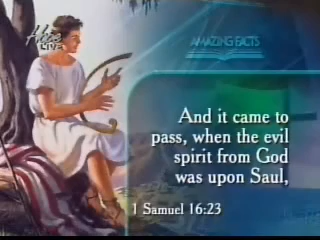 LIVE
AMAZING FACTS
And it came to
pass, when the evil
spirit from God
was upon Saul,
1 Samuel 16:23